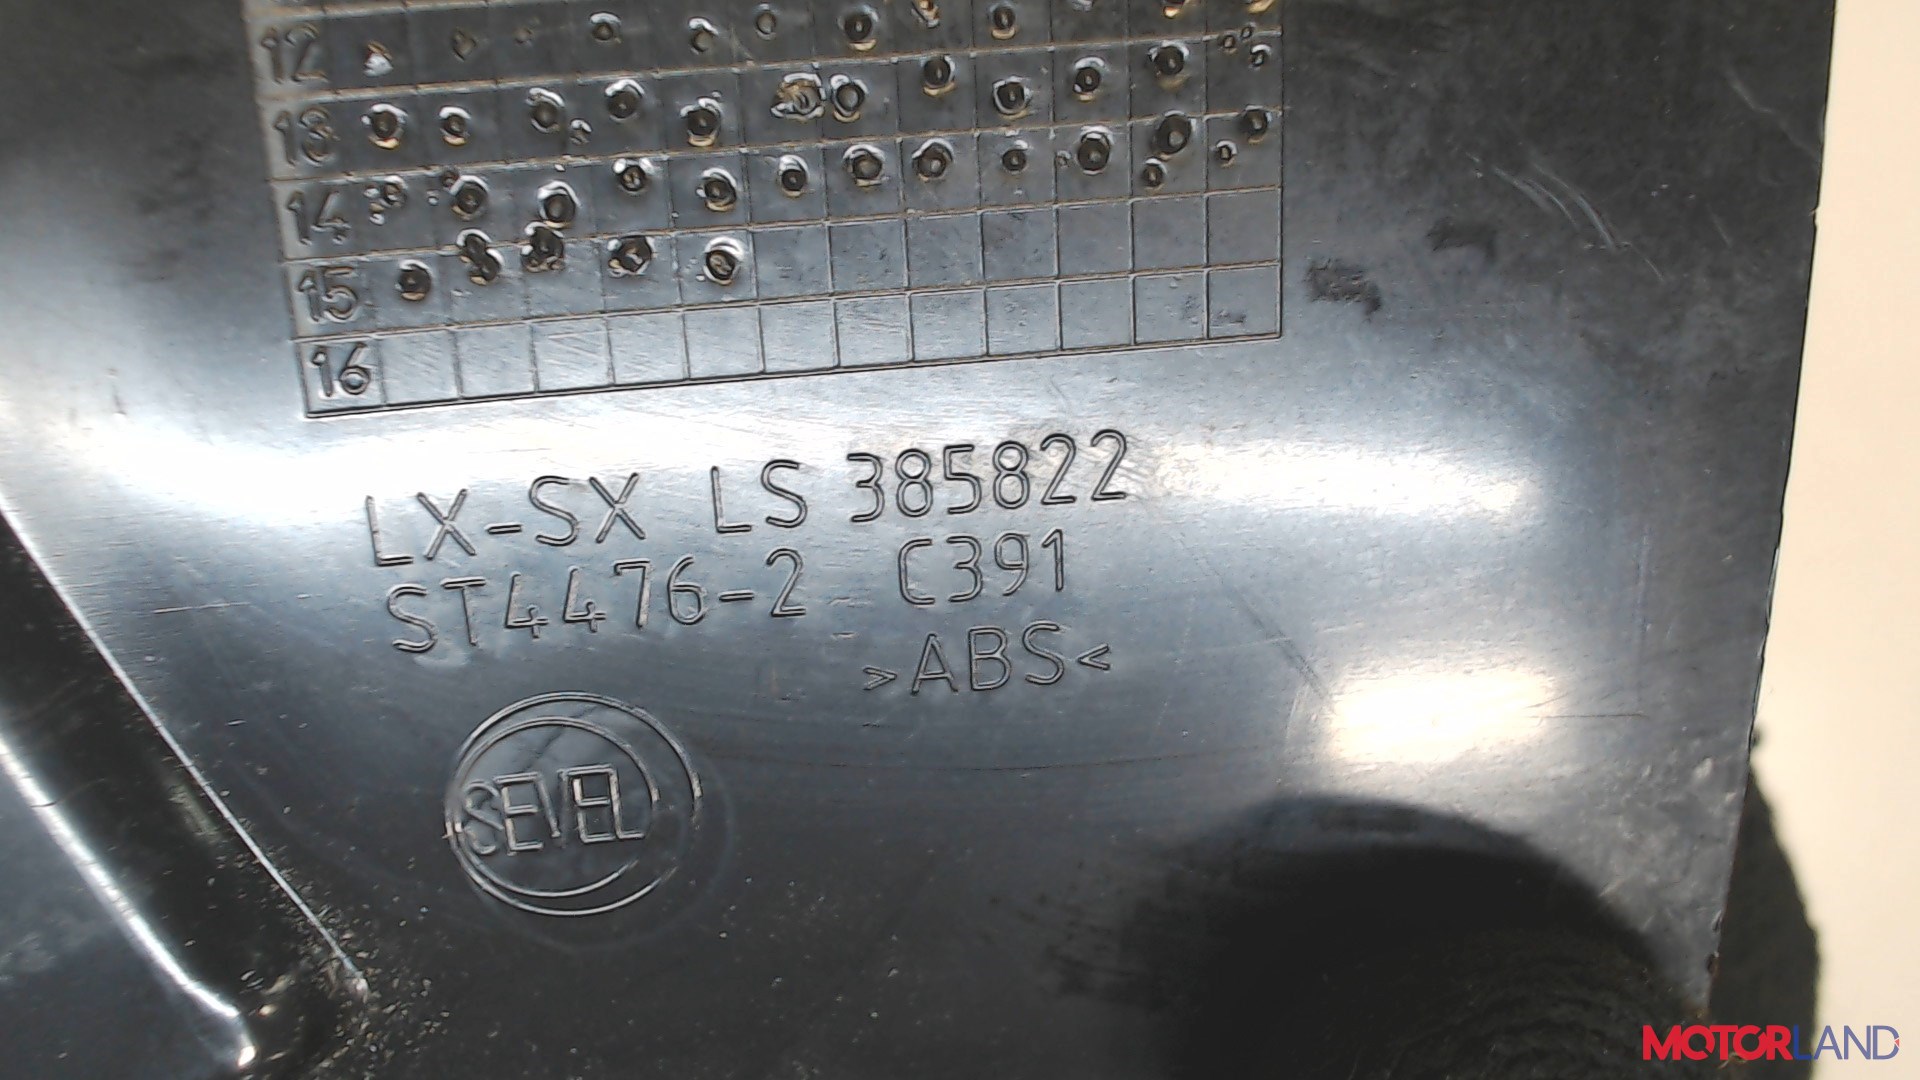 12
13
14
15
16
LX-SX LS 385822
ST4476-2 C391
>ABS<
SEVEL
MOTORLAND